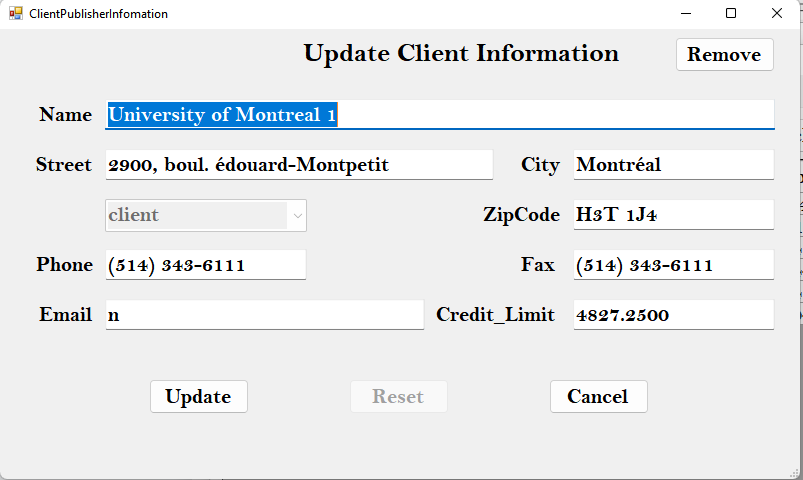 ClientPublisherInfomation
Update Client Information
Remove
Name University of Montreal 1
Street 2900, boul. édouard-Montpetit City Montréal
client ZipCode H3T 1J4
Phone (514) 343-6111 Fax (514) 343-6111
Email n Credit_Limit 4827.2500
Update Reset Cancel